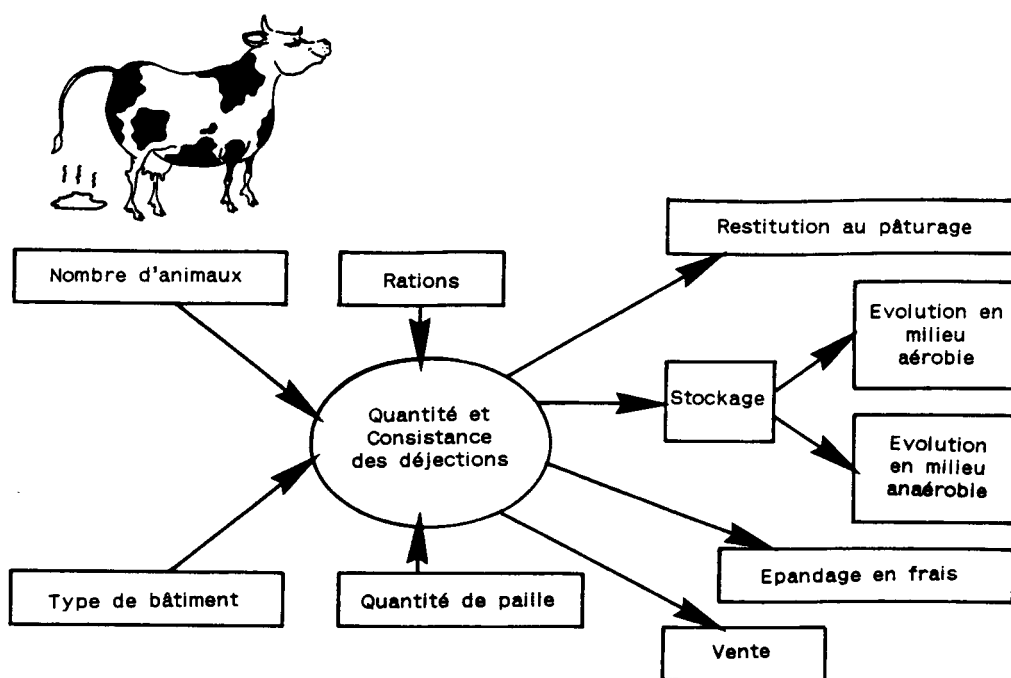 Restitution au pâturage
Nombre d'animaux
Rations
Evolution en
milieu
aérobie
Stockage
Quantité et
Consistance
des déjections
Evolution
en milieu
anaérobie
Epandage en frais
Type de bâtiment
Quantité de paille
Vente